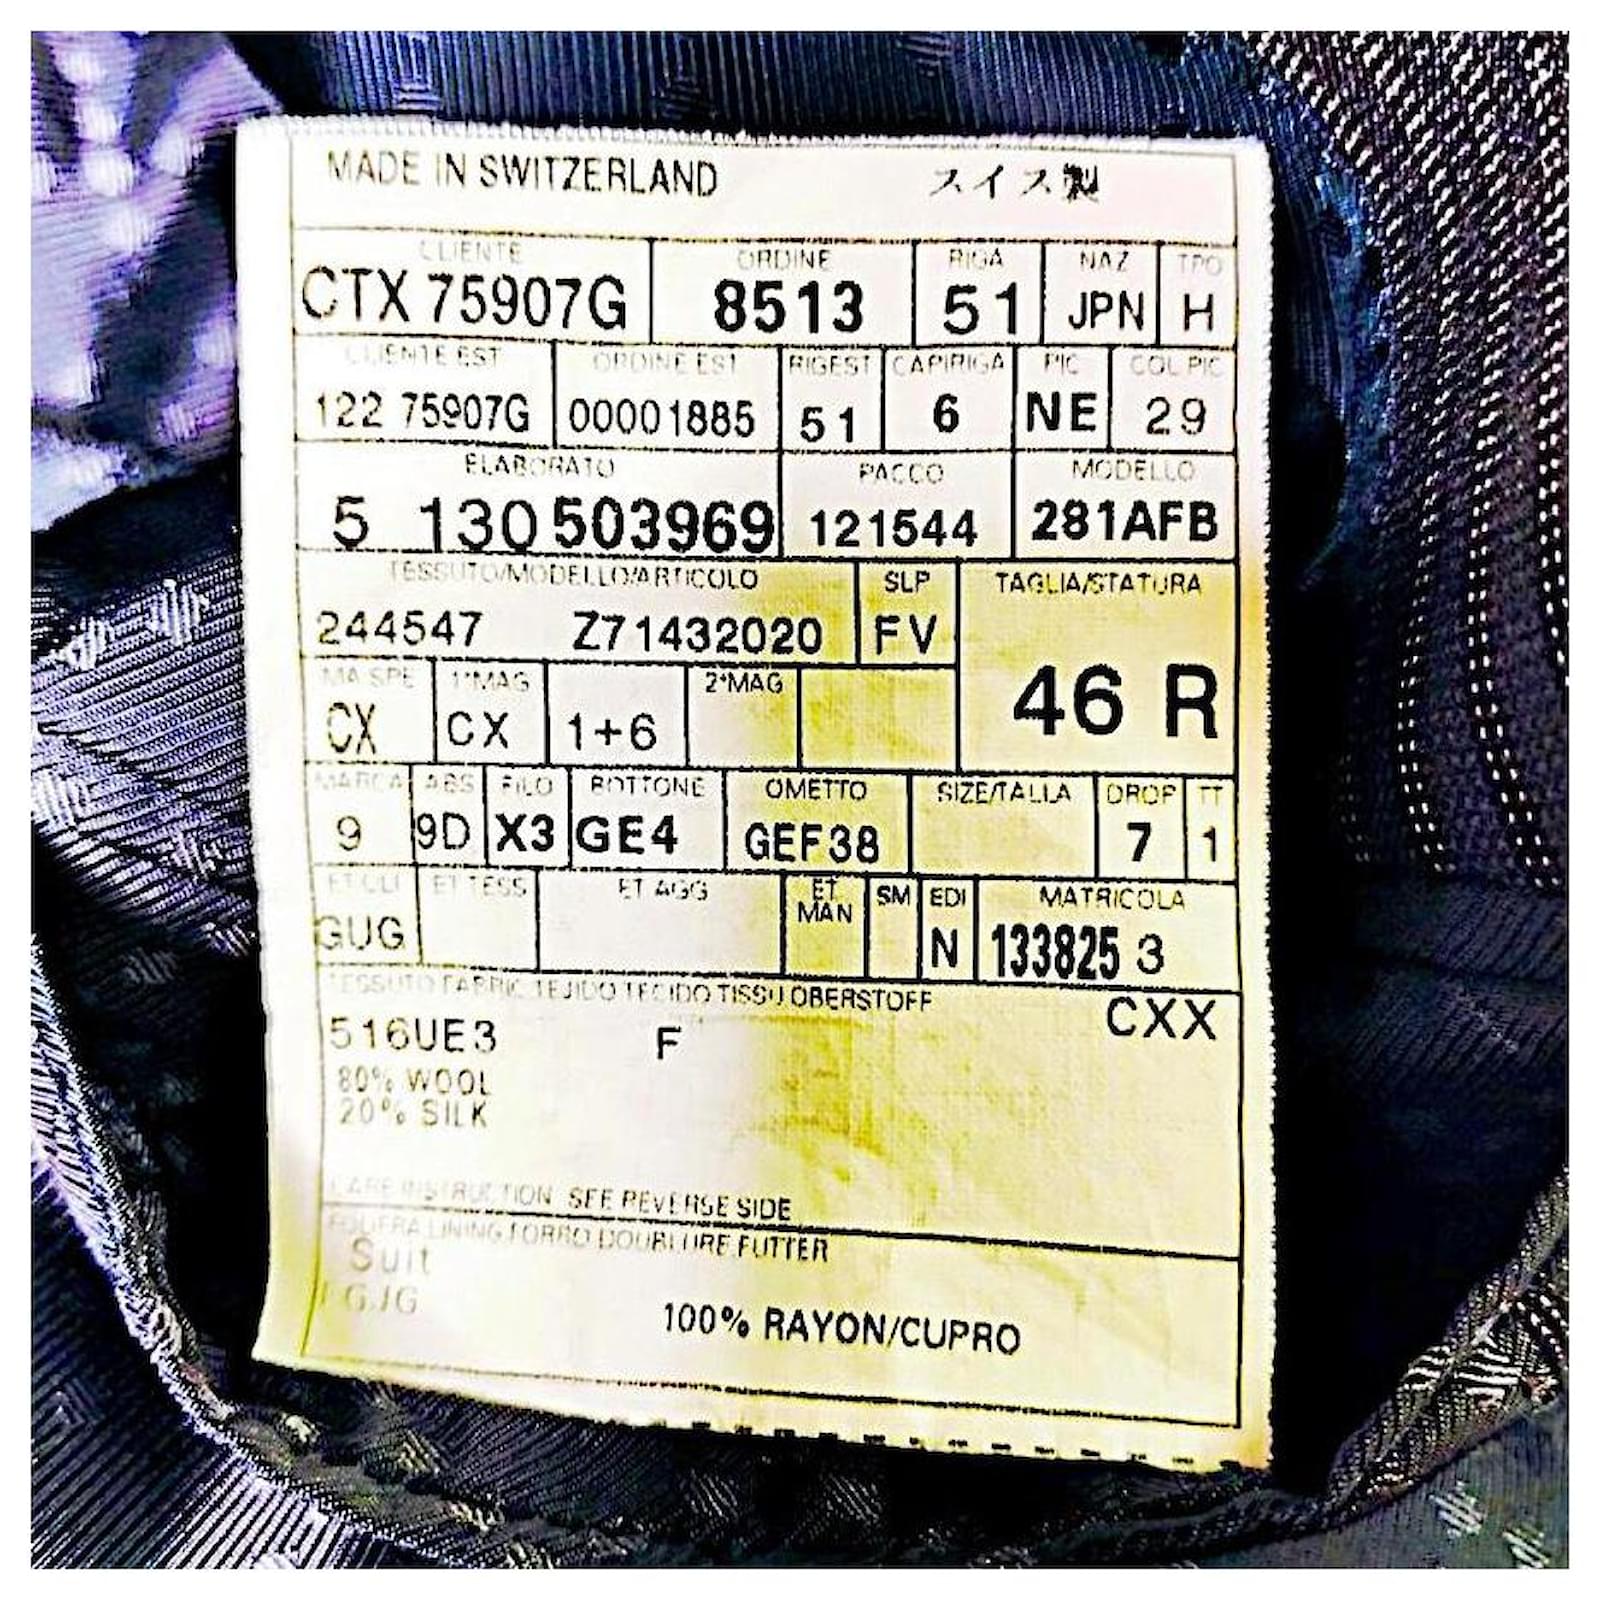 MADE IN SWITZERLAND スイス製
CLIENTE ORDINE RIGA NAZ TPO
CTX 75907G 8513 51 JPN H
CLIENTE EST ORDINE EST RIGEST CAPIRIGA PIC COL PIC
122 75907G 00001885 51 6 NE 29
ELABORATO PACCO MODELLO
5 130 503969 121544 281AFB
TESSUTO/MODELLO/ARTICOLO SLP TAGLIA/STATURA
244547 Z71432020 FV 46 R
MA SPE 1°MAG 2°MAG
CX CX 1+6
MARCA ABS FILO BOTTONE OMETTO SIZE/TALLA DROP TT
9 9D X3 GE4 GEF38 7 1
ET CLI ET TESS ET AGG ET MAN SM EDI MATRICOLA
GUG N 133825 3
TESSUTO FABRIC TEJIDO TECIDO TISSU OBERSTOFF CXX
516UE3 F
80% WOOL
20% SILK
CARE INSTRUCTION SEE REVERSE SIDE
FODERA LINING FORRO DOUBLURE FUTTER
Suit
100% RAYON/CUPRO